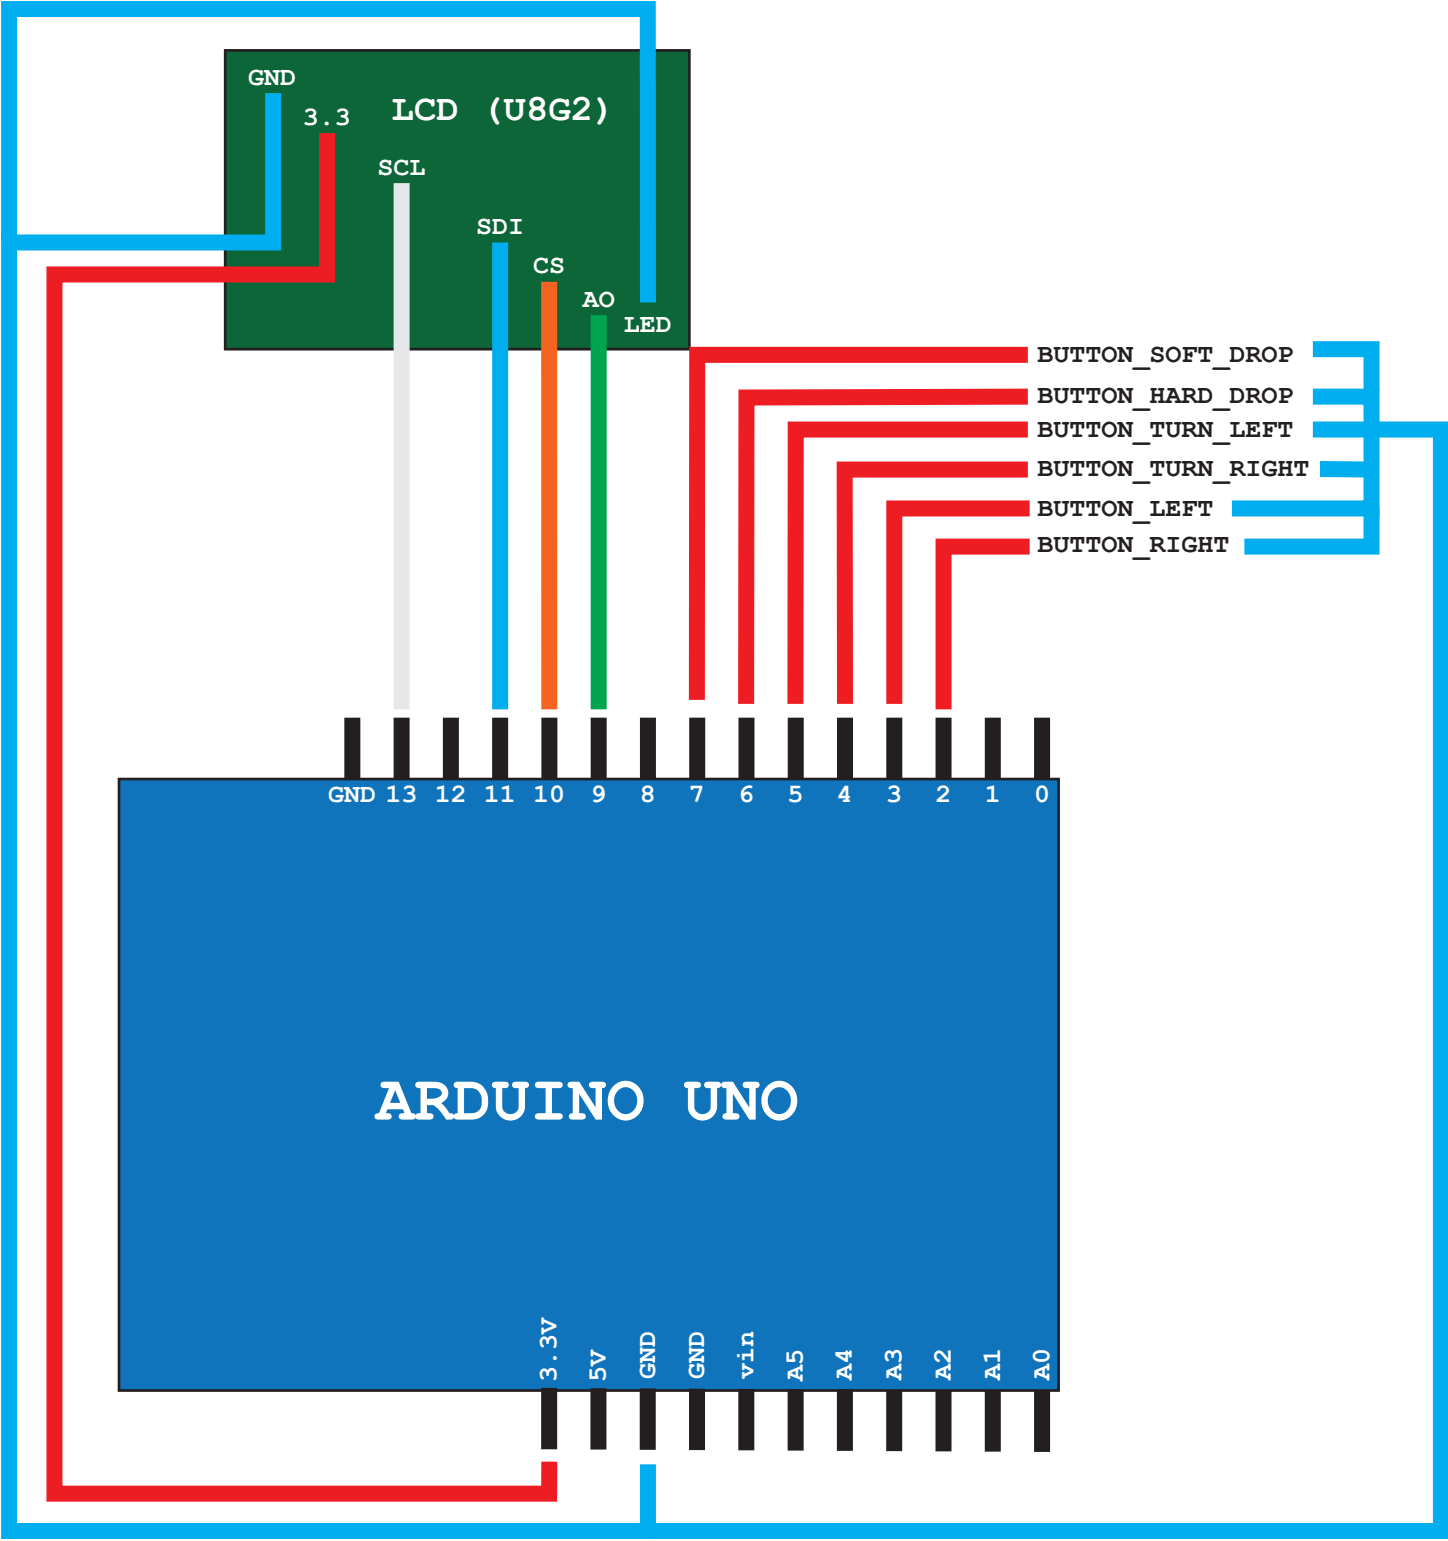 GND
3.3
LCD (U8G2)
SCL
SDI
CS
AO
LED
BUTTON_SOFT_DROP
BUTTON_HARD_DROP
BUTTON_TURN_LEFT
BUTTON_TURN_RIGHT
BUTTON_LEFT
BUTTON_RIGHT
GND 13 12 11 10 9 8 7 6 5 4 3 2 1 0
ARDUINO UNO
3.3V
5V
GND
GND
vin
A5
A4
A3
A2
A1
A0